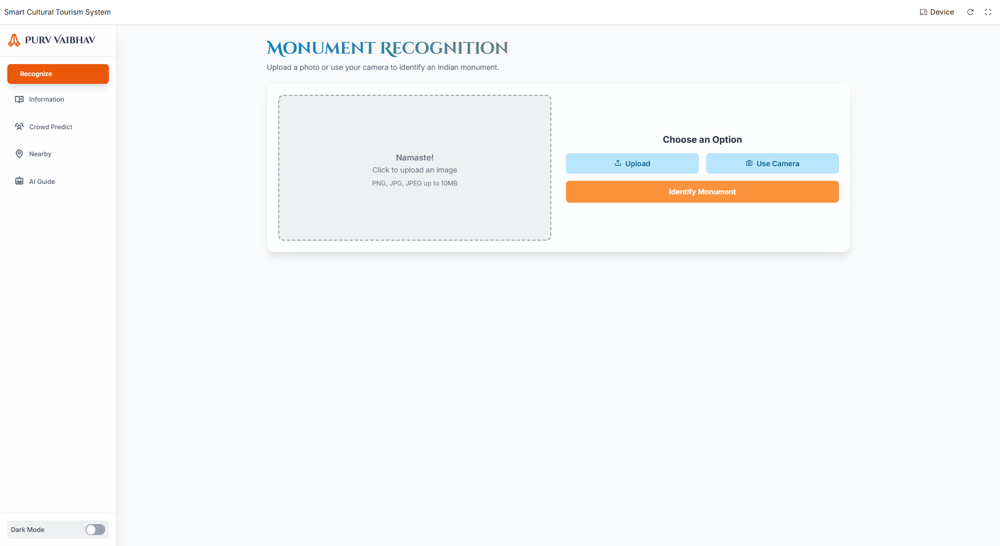 Smart Cultural Tourism System
Device
PURV VAIBHAV
Recognize
Information
Crowd Predict
Nearby
AI Guide
Dark Mode
MONUMENT RECOGNITION
Upload a photo or use your camera to identify an Indian monument.
Namaste!
Click to upload an image
PNG, JPG, JPEG up to 10MB
Choose an Option
Upload
Use Camera
Identify Monument